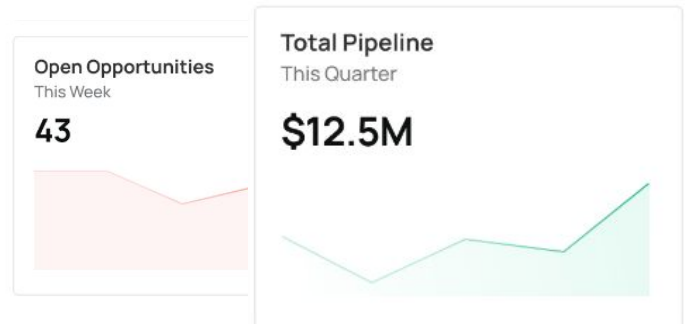 Open Opportunities
This Week
43
Total Pipeline
This Quarter
$12.5M